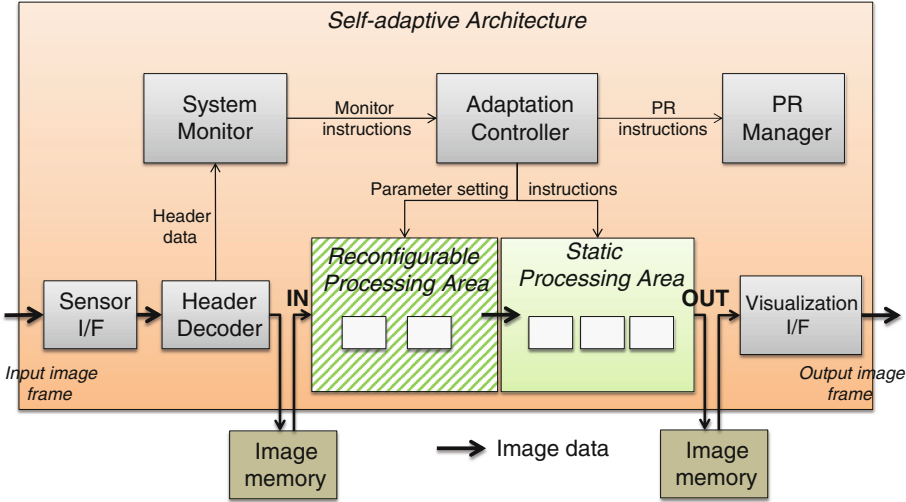 Self-adaptive Architecture
System
Monitor
Monitor
instructions
Adaptation
Controller
PR
instructions
PR
Manager
Header
data
Parameter setting instructions
Sensor
I/F
Header
Decoder
IN
Reconfigurable
Processing Area
Static
Processing Area
OUT
Visualization
I/F
Input image
frame
Output image
frame
Image
memory
Image data
Image
memory